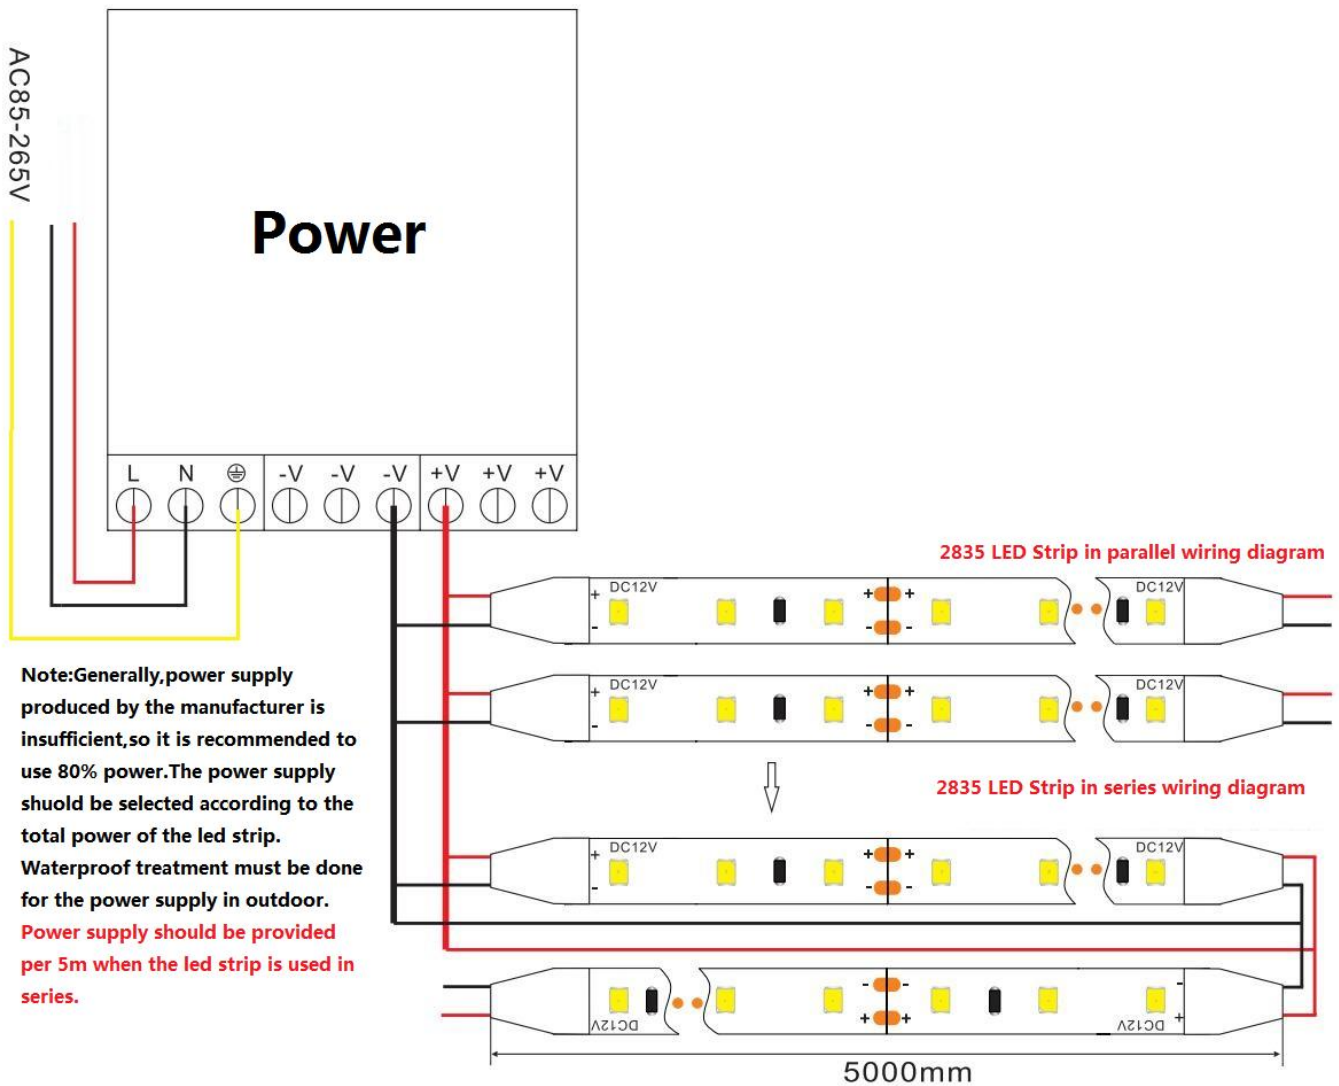 AC85-265V
Power
L N -V -V -V +V +V +V
2835 LED Strip in parallel wiring diagram
+ DC12V + + DC12V
- - -
+ DC12V + + DC12V
- - -
2835 LED Strip in series wiring diagram
+ DC12V + + DC12V
- - -
- - -
+ + +
DC12V DC12V
5000mm
Note:Generally,power supply
produced by the manufacturer is
insufficient,so it is recommended to
use 80% power.The power supply
shuold be selected according to the
total power of the led strip.
Waterproof treatment must be done
for the power supply in outdoor.
Power supply should be provided
per 5m when the led strip is used in
series.